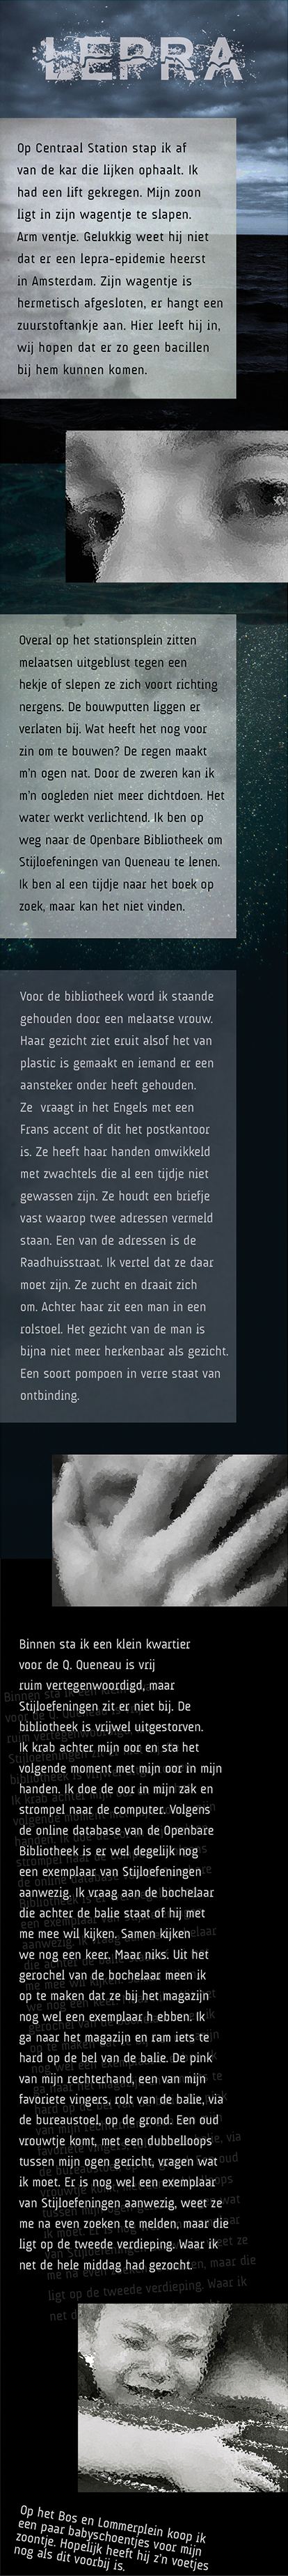 LEPRA
Op Centraal Station stap ik af
van de kar die lijken ophaalt. Ik
had een lift gekregen. Mijn zoon
ligt in zijn wagentje te slapen.
Arm ventje. Gelukkig weet hij niet
dat er een lepra-epidemie heerst
in Amsterdam. Zijn wagentje is
hermetisch afgesloten, er hangt een
zuurstoftankje aan. Hier leeft hij in,
wij hopen dat er zo geen bacillen
bij hem kunnen komen.
Overal op het stationsplein zitten
melaatsen uitgeblust tegen een
hekje of slepen ze zich voort richting
nergens. De bouwputten liggen er
verlaten bij. Wat heeft het nog voor
zin om te bouwen? De regen maakt
m'n ogen nat. Door de zweren kan ik
m'n oogleden niet meer dichtdoen. Het
water werkt verlichtend. Ik ben op
weg naar de Openbare Bibliotheek om
Stijloefeningen van Queneau te lenen.
Ik ben al een tijdje naar het boek op
zoek, maar kan het niet vinden.
Voor de bibliotheek word ik staande
gehouden door een melaatse vrouw.
Haar gezicht ziet eruit alsof het van
plastic is gemaakt en iemand er een
aansteker onder heeft gehouden.
Ze vraagt in het Engels met een
Frans accent of dit het postkantoor
is. Ze heeft haar handen omwikkeld
met zwachtels die al een tijdje niet
gewassen zijn. Ze houdt een briefje
vast waarop twee adressen vermeld
staan. Een van de adressen is de
Raadhuisstraat. Ik vertel dat ze daar
moet zijn. Ze zucht en draait zich
om. Achter haar zit een man in een
rolstoel. Het gezicht van de man is
bijna niet meer herkenbaar als gezicht.
Een soort pompoen in verre staat van
ontbinding.
Binnen sta ik een klein kwartier
voor de Q. Queneau is vrij
ruim vertegenwoordigd, maar
Stijloefeningen zit er niet bij. De
bibliotheek is vrijwel uitgestorven.
Ik krab achter mijn oor en sta het
volgende moment met mijn oor in mijn
handen. Ik doe de oor in mijn zak en
strompel naar de computer. Volgens
de online database van de Openbare
Bibliotheek is er wel degelijk nog
een exemplaar van Stijloefeningen
aanwezig. Ik vraag aan de bochelaar
die achter de balie staat of hij met
me mee wil kijken. Samen kijken
we nog een keer. Maar niks. Uit het
gerochel van de bochelaar meen ik
op te maken dat ze bij het magazijn
nog wel een exemplaar hebben. Ik
ga naar het magazijn en ram iets te
hard op de bel van de balie. De pink
van mijn rechterhand, een van mijn
favoriete vingers, rolt van de balie, via
de bureaustoel, op de grond. Een oud
vrouwtje komt, met een dubbelloops
tussen mijn ogen gericht, vragen wat
ik moet. Er is nog wel een exemplaar
van Stijloefeningen aanwezig, weet ze
me na even zoeken te melden, maar die
ligt op de tweede verdieping. Waar ik
net de hele middag had gezocht.
Op het Bos en Lommerplein koop ik
een paar babyschoentjes voor mijn
zoontje. Hopelijk heeft hij z'n voetjes
nog als dit voorbij is.